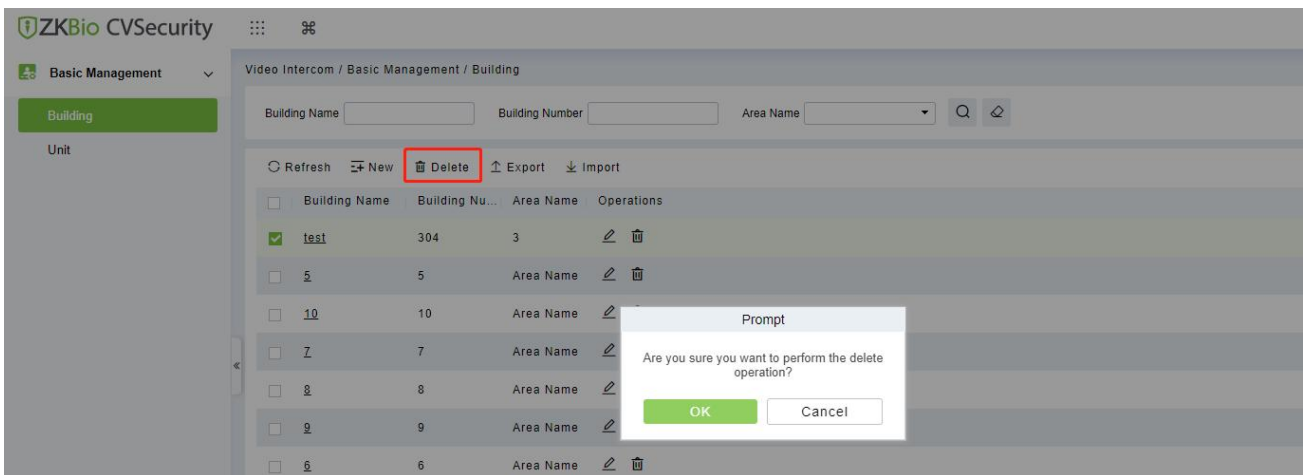 ZKBio CVSecurity
Basic Management
Building
Unit
Video Intercom / Basic Management / Building
Building Name Building Number Area Name
Refresh New Delete Export Import
Building Name Building Nu... Area Name Operations
test 304 3
5 5 Area Name
10 10 Area Name
7 7 Area Name
8 8 Area Name
9 9 Area Name
6 6 Area Name
Prompt
Are you sure you want to perform the delete
operation?
OK Cancel